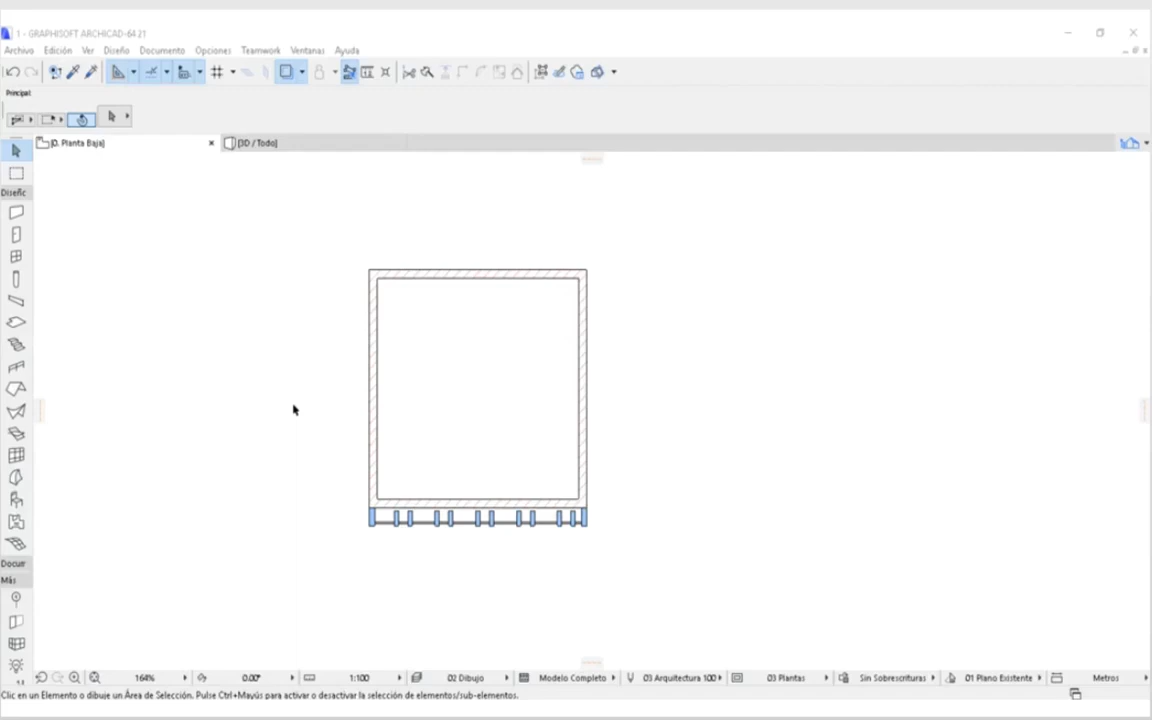 1 - GRAPHISOFT ARCHICAD-64 21
Archivo Edición Ver Diseño Documento Opciones Teamwork Ventanas Ayuda
Principal:
[0. Planta Baja] [3D / Todo]
Diseñc
Docur
Más
164% 0.00° 1:100 02 Dibujo Modelo Completo 03 Arquitectura 100 03 Plantas Sin Sobrescrituras 01 Plano Existente Metros
Clic en un Elemento o dibuje un Área de Selección. Pulse Ctrl+Mayús para activar o desactivar la selección de elementos/sub-elementos.